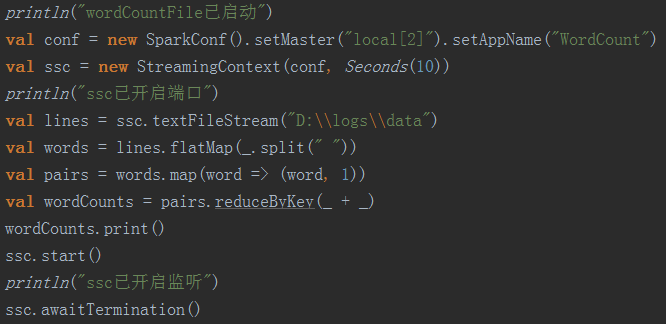 println("wordCountFile已启动")
val conf = new SparkConf().setMaster("local[2]").setAppName("WordCount")
val ssc = new StreamingContext(conf, Seconds(10))
println("ssc已开启端口")
val lines = ssc.textFileStream("D:\\logs\\data")
val words = lines.flatMap(_.split(" "))
val pairs = words.map(word => (word, 1))
val wordCounts = pairs.reduceByKey(_ + _)
wordCounts.print()
ssc.start()
println("ssc已开启监听")
ssc.awaitTermination()